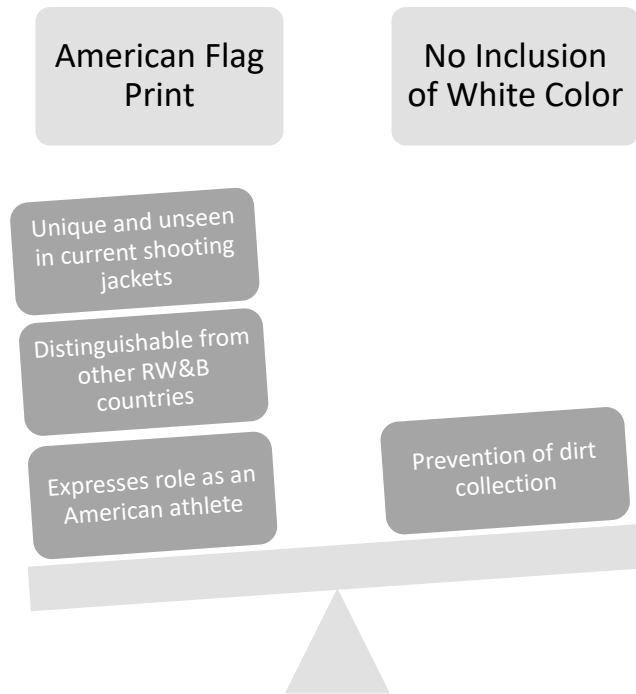 American Flag
Print
No Inclusion
of White Color
Unique and unseen
in current shooting
jackets
Distinguishable from
other RW&B
countries
Expresses role as an
American athlete
Prevention of dirt
collection